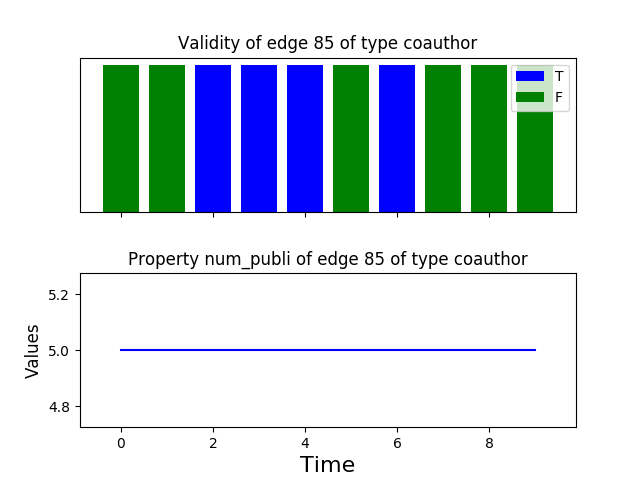 Validity of edge 85 of type coauthor
T
F
Property num_publi of edge 85 of type coauthor
5.2
5.0
4.8
Values
0 2 4 6 8
Time